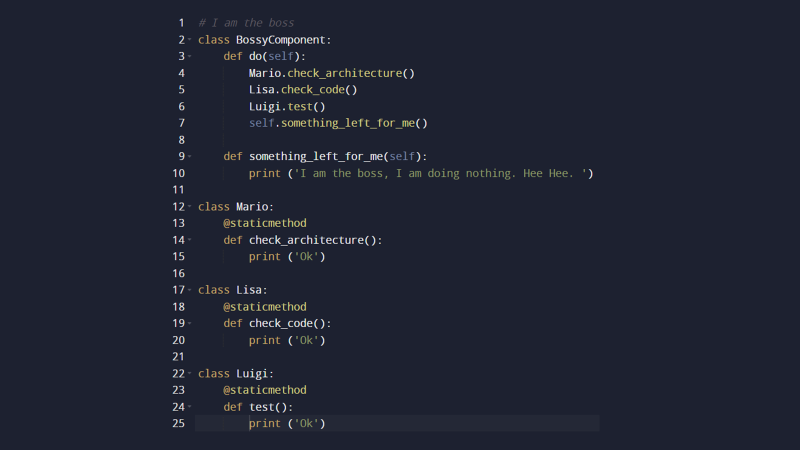 1 # I am the boss
2 class BossyComponent:
3     def do(self):
4         Mario.check_architecture()
5         Lisa.check_code()
6         Luigi.test()
7         self.something_left_for_me()
8
9     def something_left_for_me(self):
10         print ('I am the boss, I am doing nothing. Hee Hee. ')
11
12 class Mario:
13     @staticmethod
14     def check_architecture():
15         print ('Ok')
16
17 class Lisa:
18     @staticmethod
19     def check_code():
20         print ('Ok')
21
22 class Luigi:
23     @staticmethod
24     def test():
25         print ('Ok')